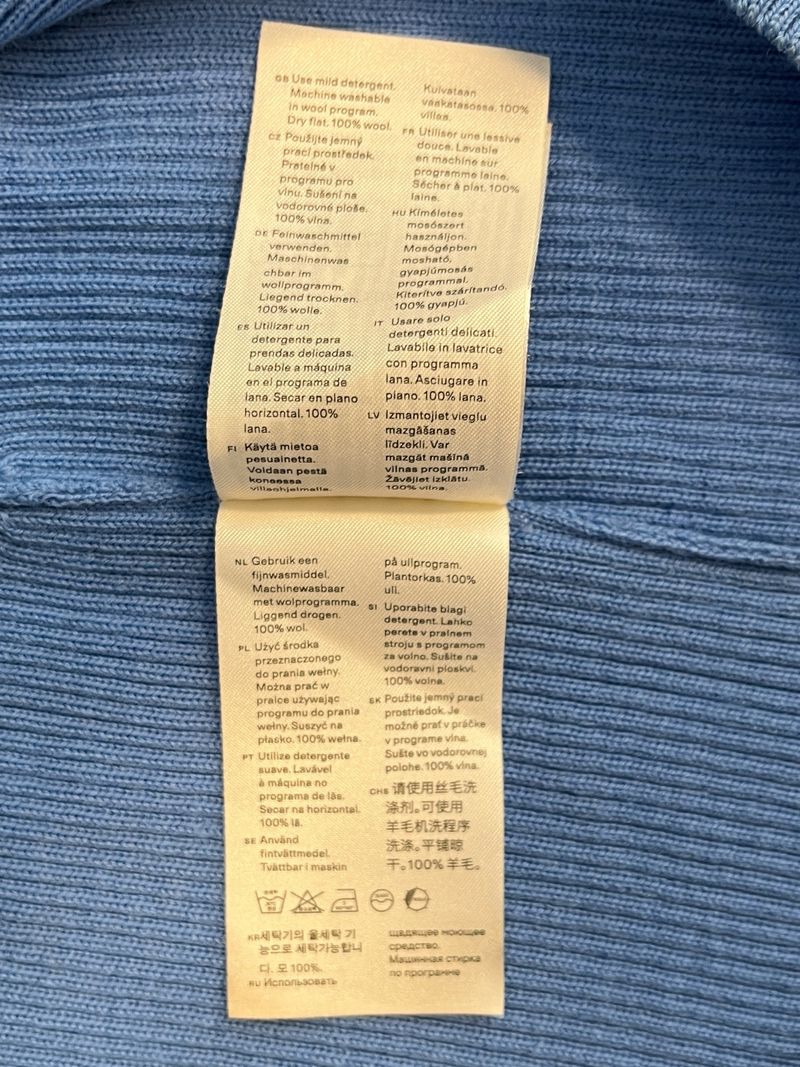 GB Use mild detergent.
Machine washable
in wool program.
Dry flat. 100% wool.
CZ Použijte jemný
prací prostředek.
Pratelné v
programu pro
vlnu. Sušení na
vodorovné ploše.
100% vlna.
DE Feinwaschmittel
verwenden.
Maschinenwas
chbar im
wollprogramm.
Liegend trocknen.
100% wolle.
ES Utilizar un
detergente para
prendas delicadas.
Lavable a máquina
en el programa de
lana. Secar en plano
horizontal. 100%
lana.
FI Käytä mietoa
pesuainetta.
Voidaan pestä
koneessa
villaohjelmalla.
Kuivataan
vaakatasossa. 100%
villaa.
FR Utiliser une lessive
douce. Lavable
en machine sur
programme laine.
Sécher à plat. 100%
laine.
HU Kíméletes
mosószert
használjon.
Mosógépben
mosható.
gyapjúmosás
programmal.
Kiterítve szárítandó.
100% gyapjú.
IT Usare solo
detergenti delicati.
Lavabile in lavatrice
con programma
lana. Asciugare in
piano. 100% lana.
LV Izmantojiet vieglu
mazgāšanas
līdzekli. Var
mazgāt mašīnā
vilnas programmā.
Žāvējiet izklātu.
100% vilna.
NL Gebruik een
fijnwasmiddel.
Machinewasbaar
met wolprogramma.
Liggend drogen.
100% wol.
PL Użyć środka
przeznaczonego
do prania wełny.
Można prać w
pralce używając
programu do prania
wełny. Suszyć na
płasko. 100% wełna.
PT Utilize detergente
suave. Lavável
à máquina no
programa de lãs.
Secar na horizontal.
100% lã.
SE Använd
fintvättmedel.
Tvättbar i maskin
på ullprogram.
Plantorkas. 100%
ull.
SI Uporabite blagi
detergent. Lahko
perete v pralnem
stroju s programom
za volno. Sušite na
vodoravni ploskvi.
100% volna.
SK Použite jemný prací
prostriedok. Je
možné prať v práčke
v programe vlna.
Sušte vo vodorovnej
polohe. 100% vlna.
CHS 请使用丝毛洗
涤剂。可使用
羊毛机洗程序
洗涤。平铺晾
干。100% 羊毛。
KR 세탁기의 울세탁 기
능으로 세탁가능합니
다. 모 100%.
RU Использовать
щадящее моющее
средство.
Машинная стирка
по программе